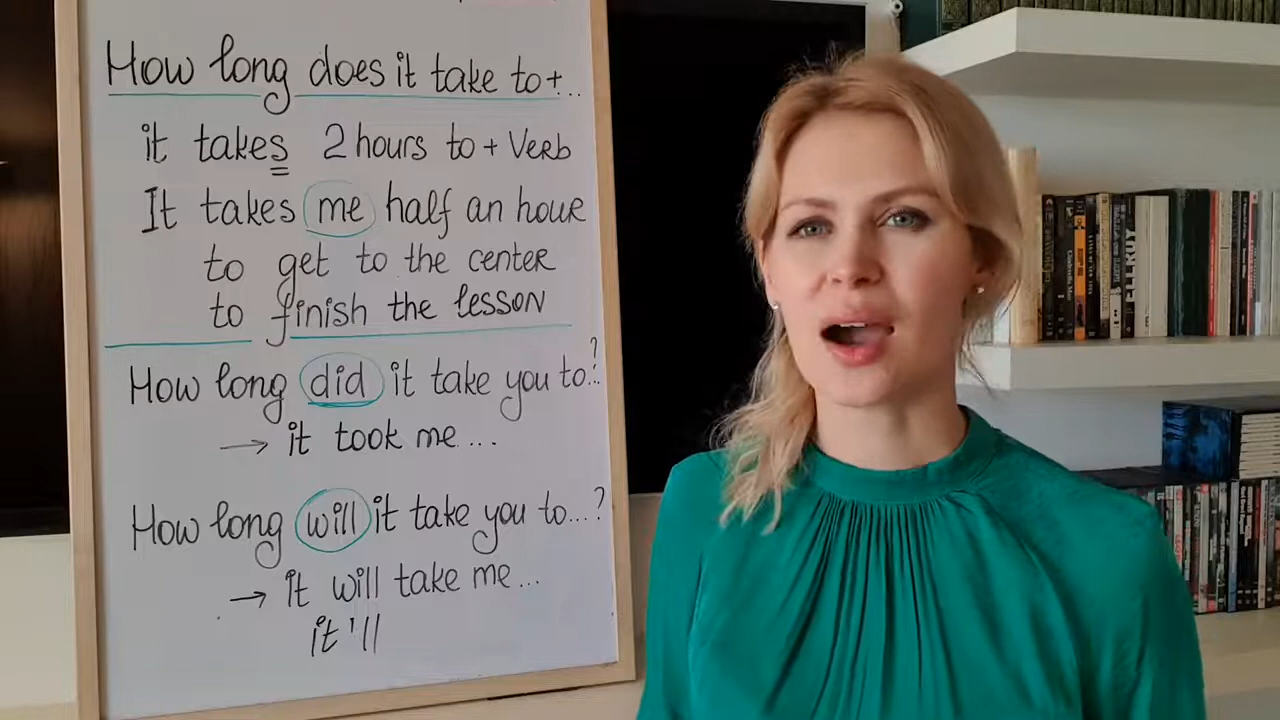 How long does it take to+...
it takes 2 hours to + Verb
It takes me half an hour
to get to the center
to finish the lesson
How long did it take you to..?
→ it took me...
How long will it take you to...?
→ it will take me...
it'll
ELLROY